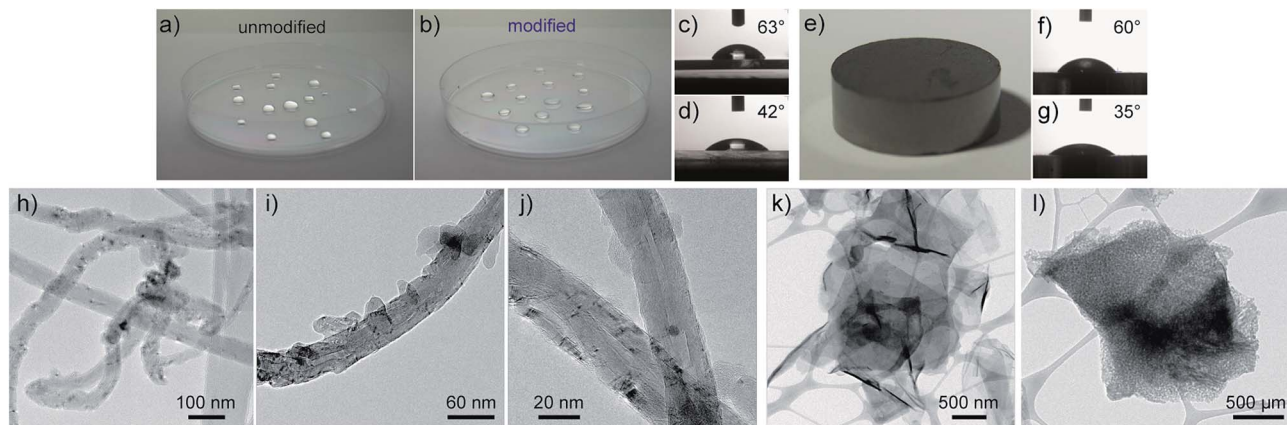 a)
unmodified
b)
modified
c)
63°
d)
42°
e)
f)
60°
g)
35°
h)
100 nm
i)
60 nm
j)
20 nm
k)
500 nm
l)
500 µm